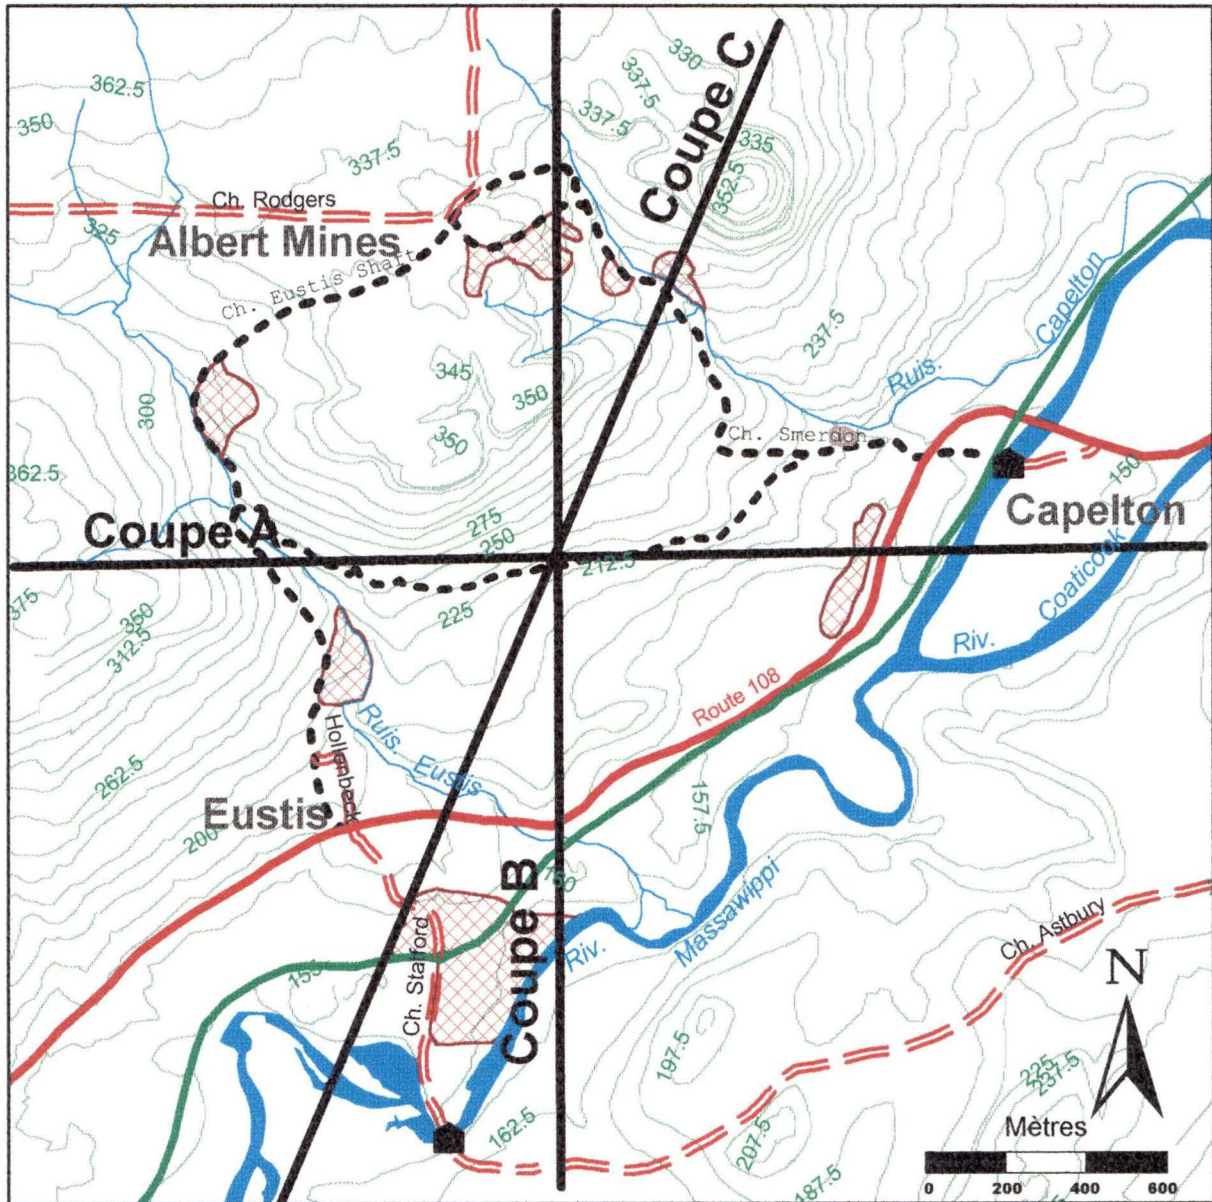 330
337.5
337.5
335
352.5
Coupe C
362.5
350
337.5
Ch. Rodgers
325
Albert Mines
Ch. Eustis Shaft
Capelton
237.5
Ruis.
345
350
350
300
362.5
Ch. Smerdon
150
Capelton
Coupe A
275
250
212.5
Coaticook
Riv.
375
350
312.5
225
Route 108
Ruis. Eustis
Hollenbeck
262.5
Eustis
200
157.5
150
Coupe B
Riv.
Massawippi
Ch. Stafford
155
Ch. Astbury
N
197.5
225
237.5
162.5
207.5
187.5
Mètres
0 200 400 600